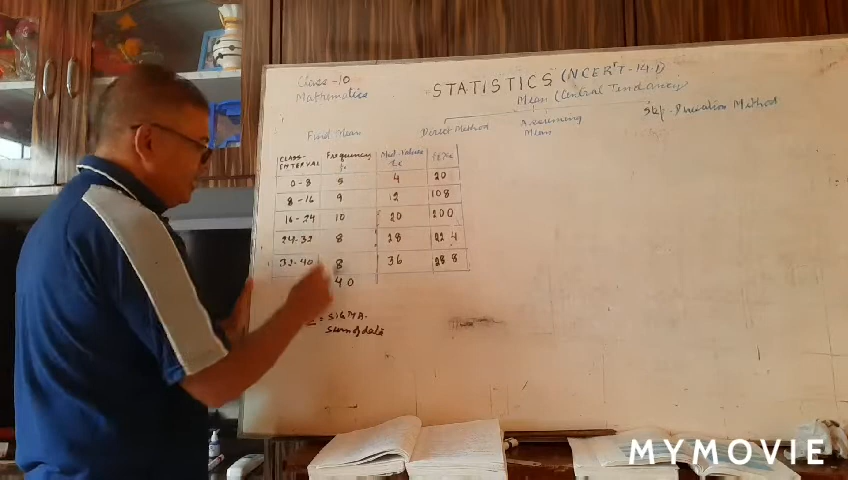 Class-10
Mathematics
STATISTICS (NCERT-14.1)
Mean (Central Tendancy
Find Mean
Direct Method
Assuming
Mean
Step-Deviation Method
CLASS-INTERVAL Frequency fi Mid. Values xi fixi
0-8 5 4 20
8-16 9 12 108
16-24 10 20 200
24-32 8 28 224
32-40 8 36 288
40
Σ = SIGMA-
Sum of data
MYMOVIE